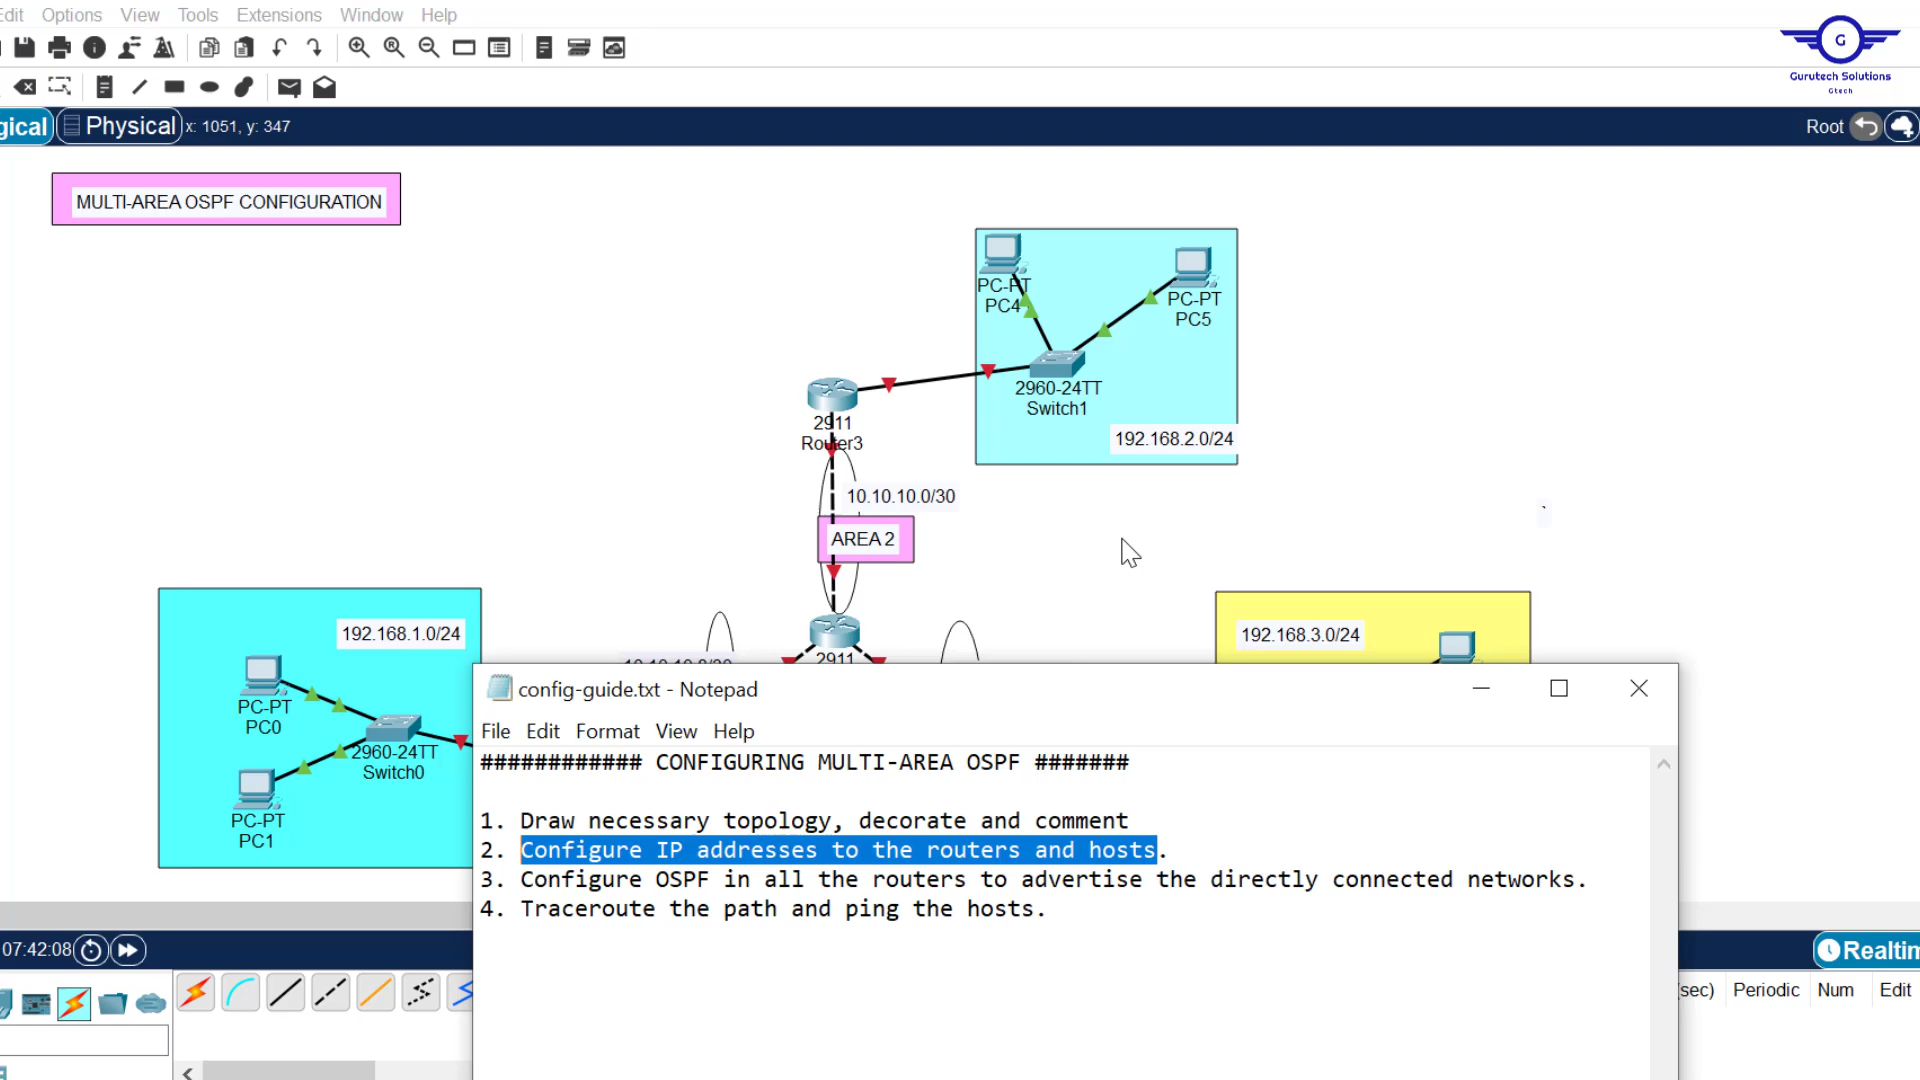 Edit Options View Tools Extensions Window Help
G
Gurutech Solutions
Gtech
gical Physical x: 1051, y: 347 Root
MULTI-AREA OSPF CONFIGURATION
PC-PT
PC4
PC-PT
PC5
2960-24TT
Switch1
192.168.2.0/24
2911
Router3
10.10.10.0/30
AREA 2
2911
192.168.1.0/24
PC-PT
PC0
2960-24TT
Switch0
PC-PT
PC1
192.168.3.0/24
config-guide.txt - Notepad
File Edit Format View Help
############ CONFIGURING MULTI-AREA OSPF #######
1. Draw necessary topology, decorate and comment
2. Configure IP addresses to the routers and hosts.
3. Configure OSPF in all the routers to advertise the directly connected networks.
4. Traceroute the path and ping the hosts.
07:42:08
Realtim
(sec) Periodic Num Edit